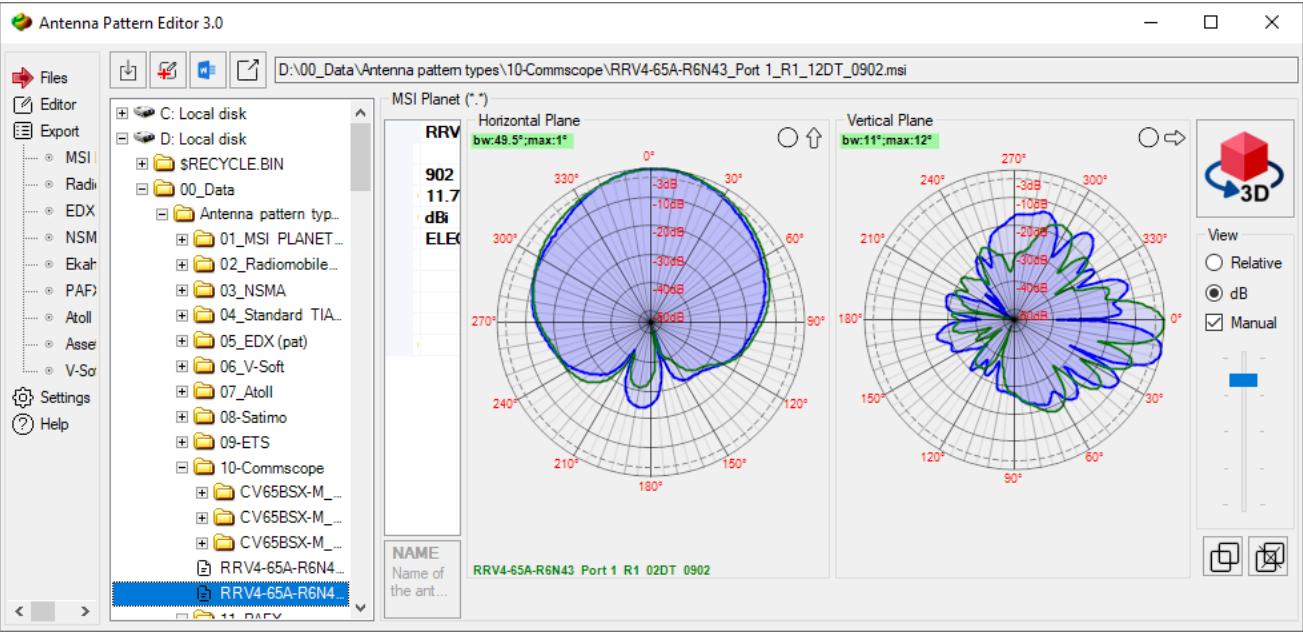 Antenna Pattern Editor 3.0
Files
Editor
Export
MSI
Radi
EDX
NSM
Ekah
PAF
Atoll
Asse
V-So
Settings
Help
D:\00_Data\Antenna pattern types\10-Commscope\RRV4-65A-R6N43_Port 1_R1_12DT_0902.msi
C: Local disk
D: Local disk
$RECYCLE.BIN
00_Data
Antenna pattern typ...
01_MSI PLANET...
02_Radiomobile...
03_NSMA
04_Standard TIA...
05_EDX (pat)
06_V-Soft
07_Atoll
08-Satimo
09-ETS
10-Commscope
CV65BSX-M_...
CV65BSX-M_...
CV65BSX-M_...
RRV4-65A-R6N4...
RRV4-65A-R6N4...
11_PAFX
MSI Planet (*.*)
RRV
902
11.7
dBi
ELE
NAME
Name of
the ant...
Horizontal Plane
bw:49.5°;max:1°
0°
330° 30°
300° 60°
270° 90°
240° 120°
210° 150°
180°
-3dB
-10dB
-20dB
-30dB
-40dB
-50dB
RRV4-65A-R6N43 Port 1 R1 02DT 0902
Vertical Plane
bw:11°;max:12°
270°
240° 300°
210° 330°
180° 0°
150° 30°
120° 60°
90°
-3dB
-10dB
-20dB
-30dB
-40dB
-50dB
3D
View
Relative
dB
Manual